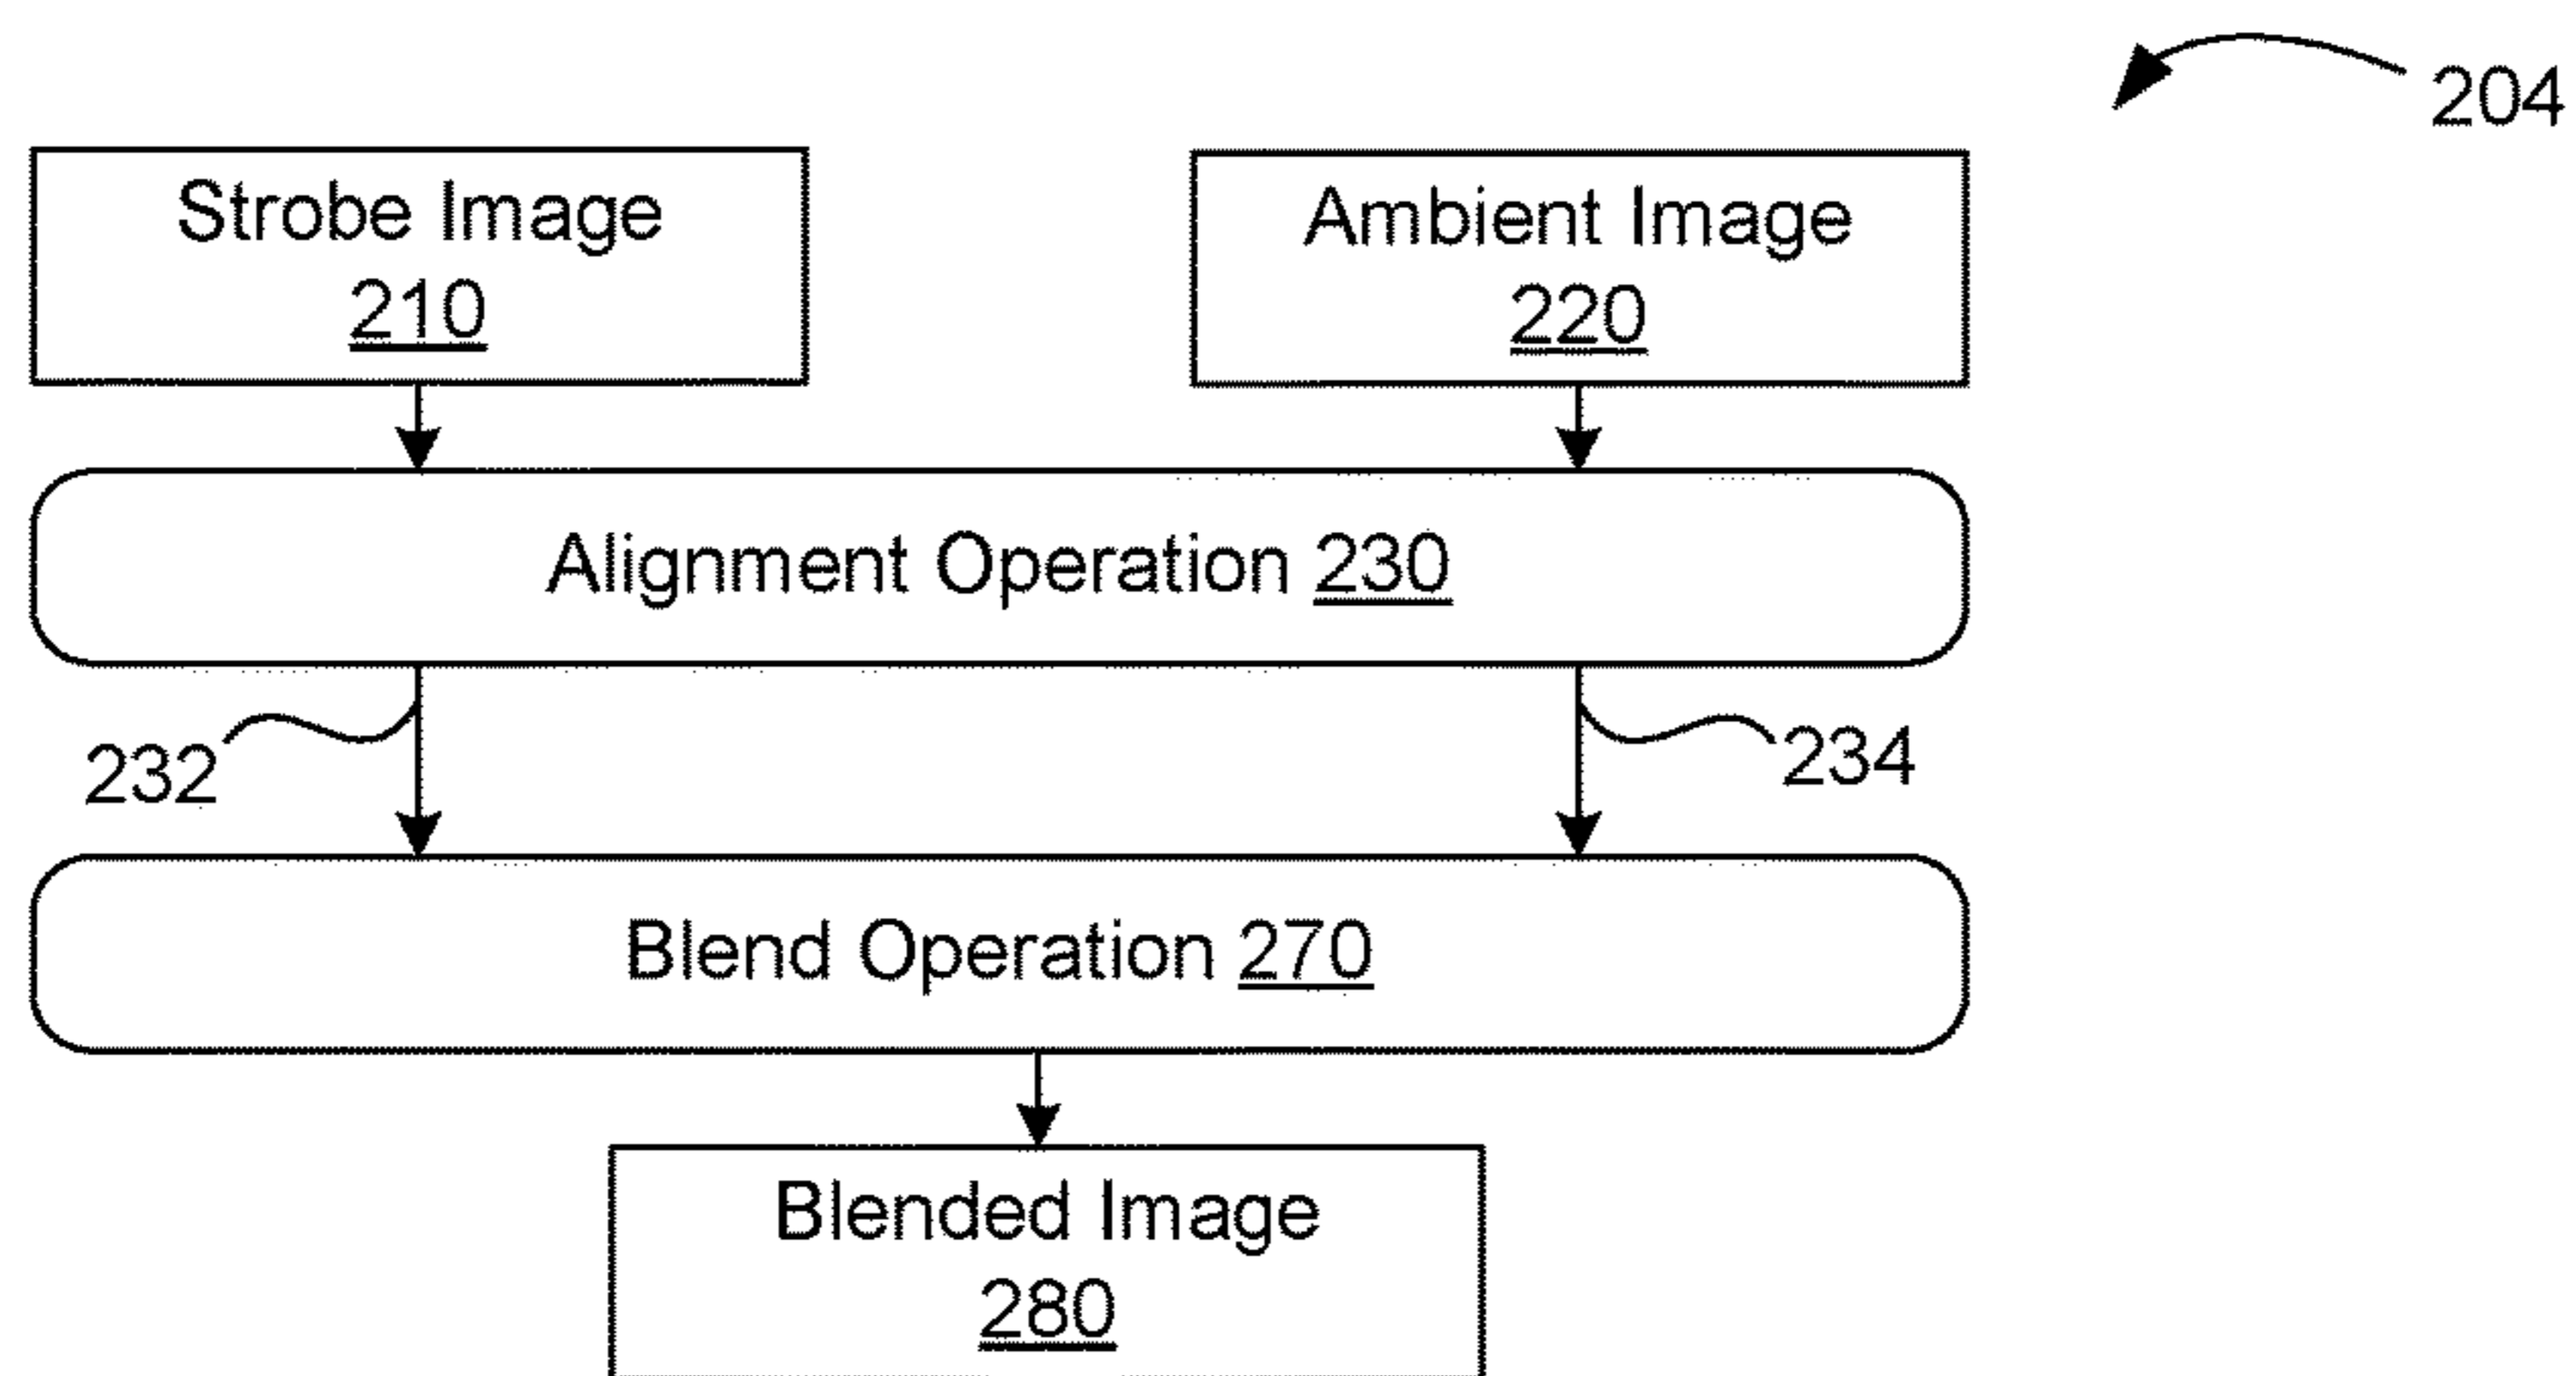 204
Strobe Image
210
Ambient Image
220
Alignment Operation 230
232
234
Blend Operation 270
Blended Image
280